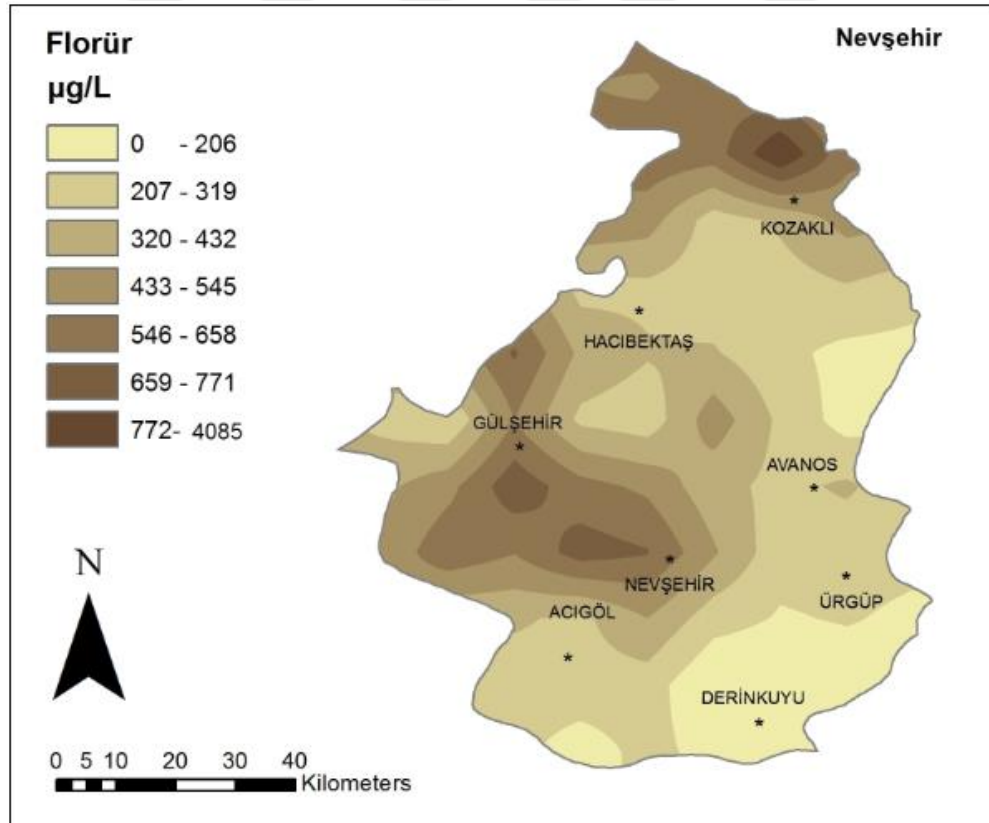 Florür
µg/L
Nevşehir
0 - 206
207 - 319
320 - 432
433 - 545
546 - 658
659 - 771
772- 4085
KOZAKLI
HACIBEKTAŞ
GÜLŞEHİR
AVANOS
NEVŞEHİR
ÜRGÜP
ACIGÖL
DERİNKUYU
N
0 5 10 20 30 40
Kilometers